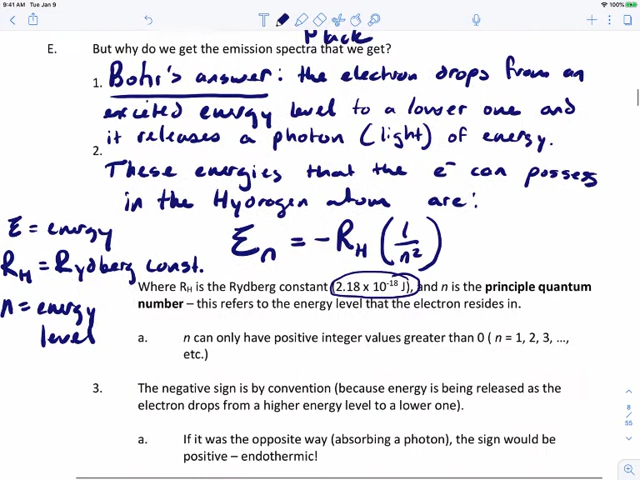 9:41 AM Tue Jan 9
100%
E. But why do we get the emission spectra that we get?
1. Bohr's answer: the electron drops from an
excited energy level to a lower one and
it releases a photon (light) of energy.
2. These energies that the e⁻ can possess
in the Hydrogen atom are:
E = energy
Eₙ = -R_H (1/n²)
R_H = Rydberg const.
Where R_H is the Rydberg constant (2.18 x 10⁻¹⁸ J), and n is the principle quantum
number – this refers to the energy level that the electron resides in.
n = energy
level
a. n can only have positive integer values greater than 0 ( n = 1, 2, 3, …,
etc.)
3. The negative sign is by convention (because energy is being released as the
electron drops from a higher energy level to a lower one).
a. If it was the opposite way (absorbing a photon), the sign would be
positive – endothermic!
8
/
55